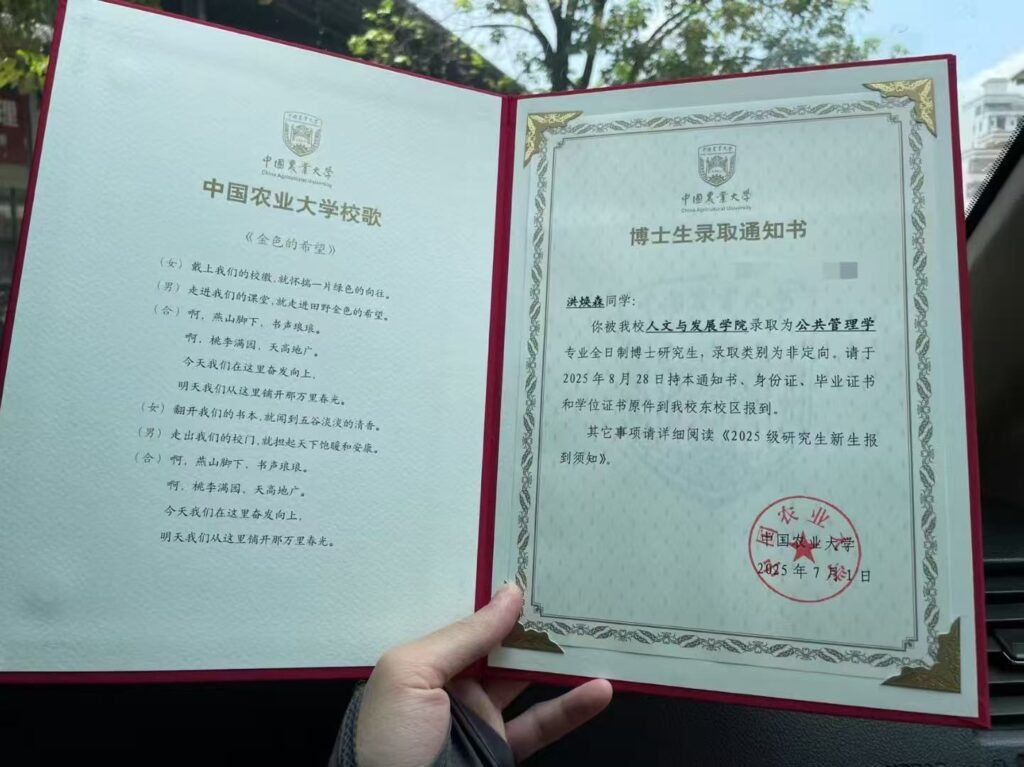 中国农业大学
China Agricultural University
中国农业大学校歌
《金色的希望》
(女) 戴上我们的校徽,就怀揣一片绿色的向往。
(男) 走进我们的课堂,就走进田野金色的希望。
(合) 啊,燕山脚下,书声琅琅。
啊,桃李满园,天高地广。
今天我们在这里奋发向上,
明天我们从这里铺开那万里春光。
(女) 翻开我们的书本,就闻到五谷淡淡的清香。
(男) 走出我们的校门,就担起天下饱暖和安康。
(合) 啊,燕山脚下,书声琅琅。
啊,桃李满园,天高地广。
今天我们在这里奋发向上,
明天我们从这里铺开那万里春光。
中国農業大学
China Agricultural University
博士生录取通知书
洪焕森同学:
你被我校人文与发展学院录取为公共管理学
专业全日制博士研究生,录取类别为非定向。请于
2025年8月28日持本通知书、身份证、毕业证书
和学位证书原件到我校东校区报到。
其它事项请详细阅读《2025级研究生新生报
到须知》。
中国农业大学
2025年7月1日